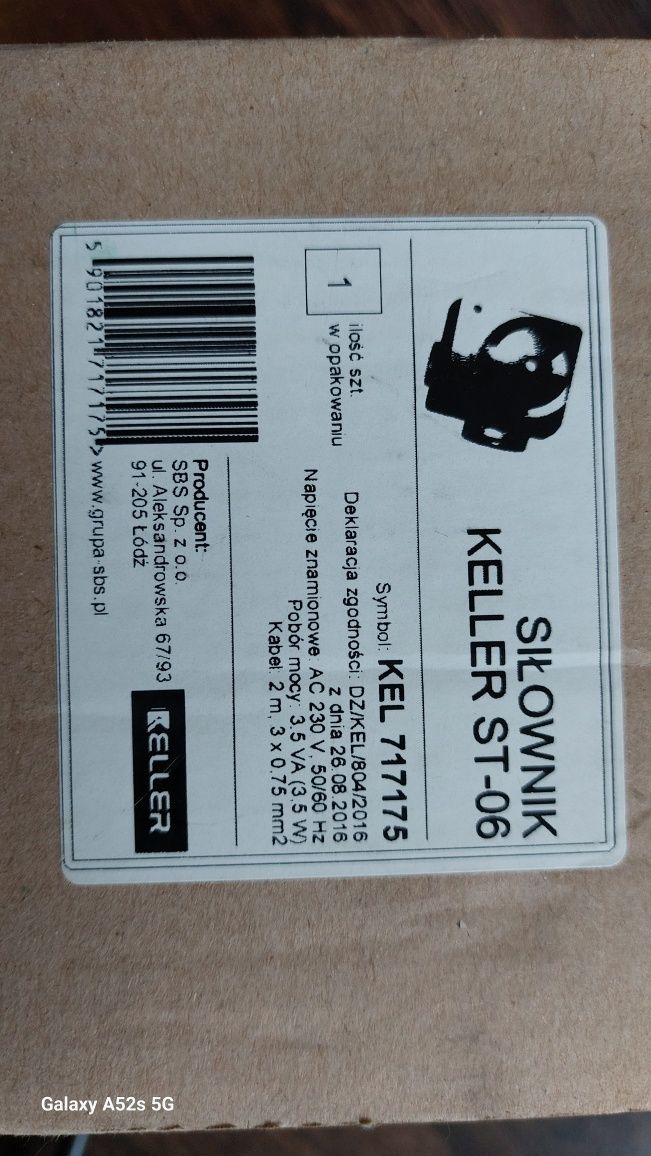 SIŁOWNIK
KELLER ST-06
1
ilość szt.
w opakowaniu
Symbol: KEL 717175
Deklaracja zgodności: DZ/KEL/804/2016
z dnia 26.08.2016
Napięcie znamionowe: AC 230 V, 50/60 Hz
Pobór mocy: 3,5 VA (3,5 W)
Kabel: 2 m, 3 x 0,75 mm2
5 901821 717175 >
Producent:
SBS Sp. z o.o.
ul. Aleksandrowska 67/93
91-205 Łódź
www.grupa-sbs.pl
KELLER
Galaxy A52s 5G